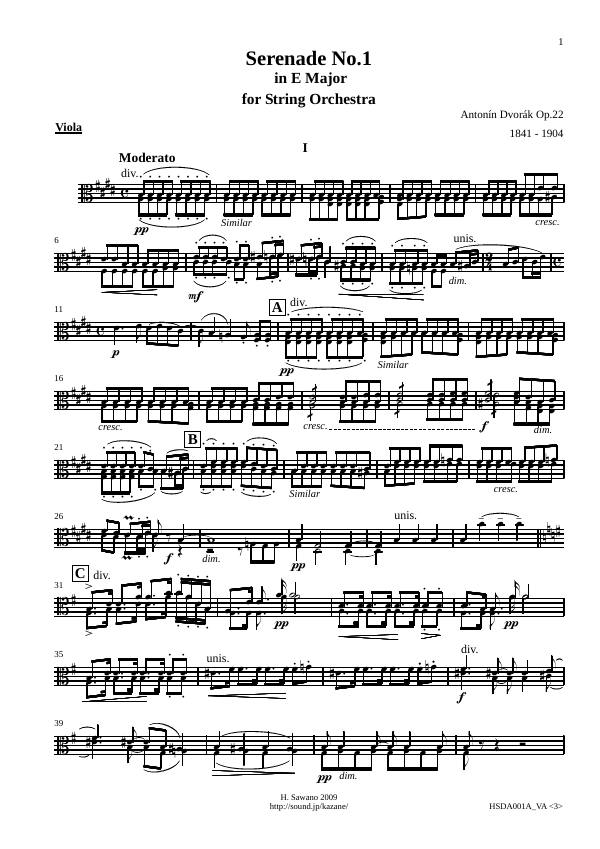 1
Serenade No.1
in E Major
for String Orchestra
Antonín Dvorák Op.22
Viola
1841 - 1904
I
Moderato
div.
pp
Similar
cresc.
6
unis.
mf
dim.
11
A div.
p
pp
Similar
16
cresc.
cresc.
f
dim.
21
B
Similar
cresc.
26
unis.
f
dim.
pp
31
C div.
pp
pp
35
unis.
div.
f
39
pp dim.
H. Sawano 2009
http://sound.jp/kazane/
HSDA001A_VA <3>